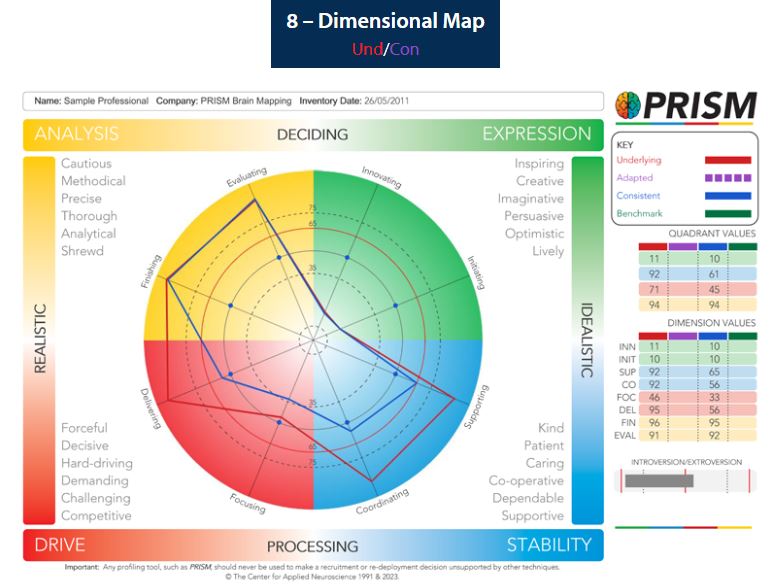 8 – Dimensional Map
Und/Con
Name: Sample Professional Company: PRISM Brain Mapping Inventory Date: 26/05/2011
PRISM
ANALYSIS DECIDING EXPRESSION
KEY
Underlying
Adapted
Consistent
Benchmark
Cautious
Methodical
Precise
Thorough
Analytical
Shrewd
Inspiring
Creative
Imaginative
Persuasive
Optimistic
Lively
REALISTIC
IDEALISTIC
Evaluating
Innovating
Initiating
Supporting
Coordinating
Focusing
Delivering
Finishing
75
65
35
35
65
75
Forceful
Decisive
Hard-driving
Demanding
Challenging
Competitive
Kind
Patient
Caring
Co-operative
Dependable
Supportive
QUADRANT VALUES
11 10
92 61
71 45
94 94
DIMENSION VALUES
INN 11 10
INIT 10 10
SUP 92 65
CO 92 56
FOC 46 33
DEL 95 56
FIN 96 95
EVAL 91 92
INTROVERSION/EXTROVERSION
DRIVE PROCESSING STABILITY
Important: Any profiling tool, such as PRISM, should never be used to make a recruitment or re-deployment decision unsupported by other techniques.
© The Center for Applied Neuroscience 1991 & 2023.